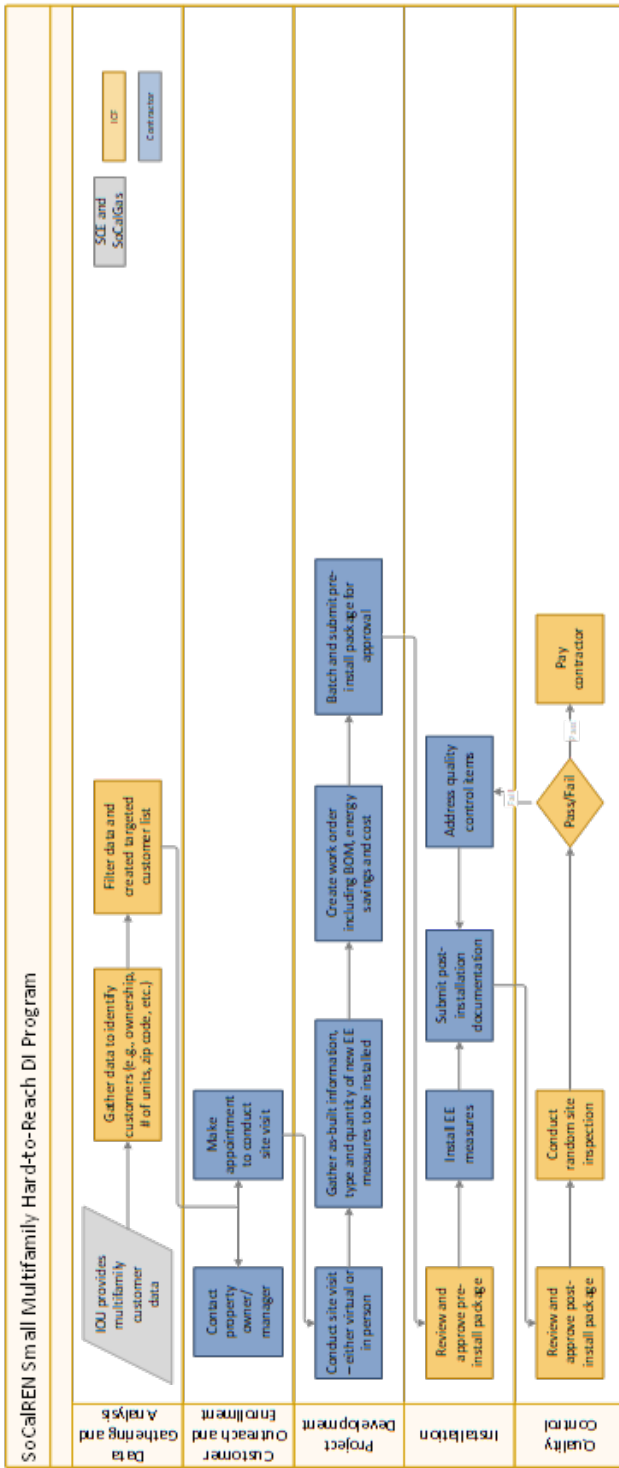 SoCalREN Small Multifamily Hard-to-Reach DI Program
Data
Gathering and
Analysis
IOU provides
multifamily
customer
data
Gather data to identify
customers (e.g., ownership,
# of units, zip code, etc.)
Filter data and
created targeted
customer list
SCE and
SoCalGas
ICF
Contractor
Customer
Outreach and
Enrollment
Contact
property
owner/
manager
Make
appointment
to conduct
site visit
Project
Development
Conduct site visit
– either virtual or
in person
Gather as-built information,
type and quantity of new EE
measures to be installed
Create work order
including BOM, energy
savings and cost
Batch and submit pre-
install package for
approval
Installation
Review and
approve pre-
install package
Install EE
measures
Submit post-
installation
documentation
Address quality
control items
Quality
Control
Review and
approve post-
install package
Conduct
random site
inspection
Pass/Fail
Fail
Pass
Pay
contractor